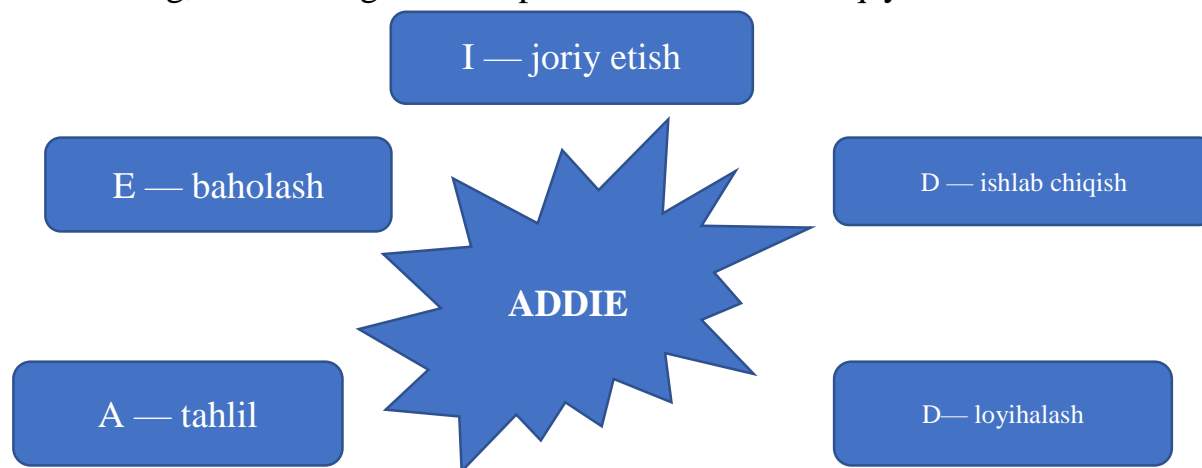 I — joriy etish
E — baholash
D — ishlab chiqish
ADDIE
A — tahlil
D— loyihalash